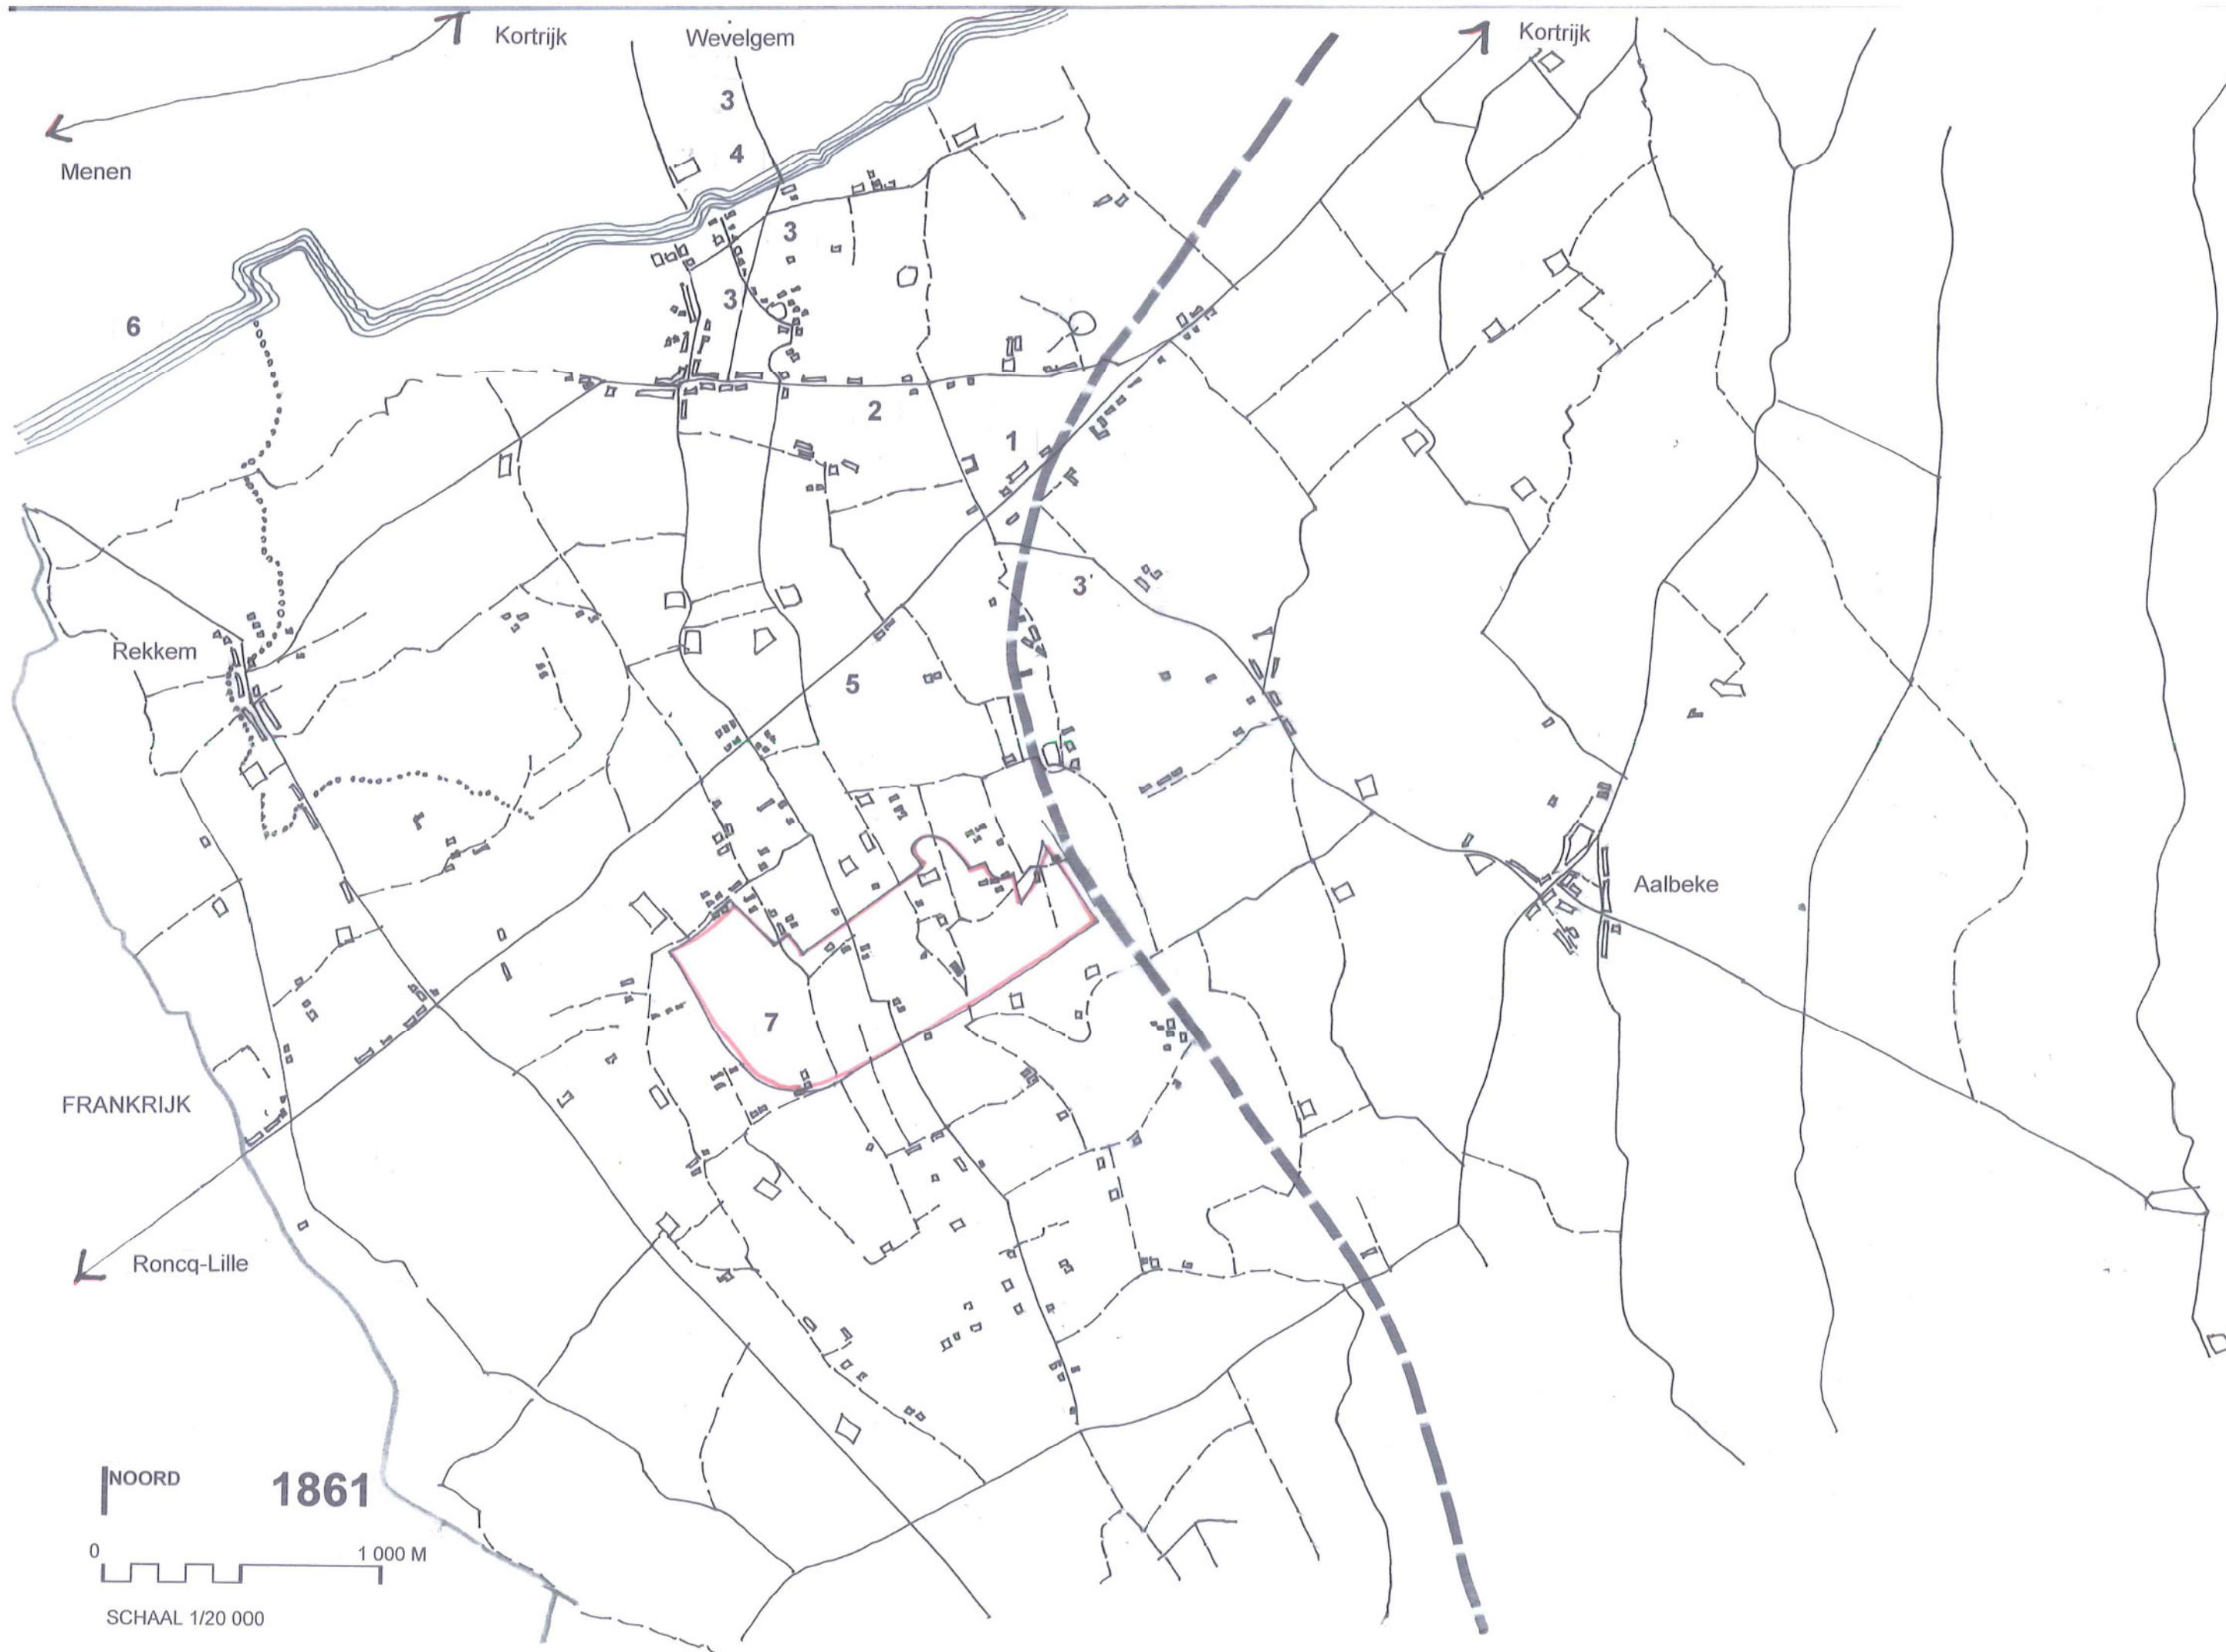 Kortrijk
Wevelgem
Kortrijk
3
4
Menen
3
3
6
2
1
3
Rekkem
5
Aalbeke
7
FRANKRIJK
Roncq-Lille
NOORD
1861
0
1 000 M
SCHAAL 1/20 000